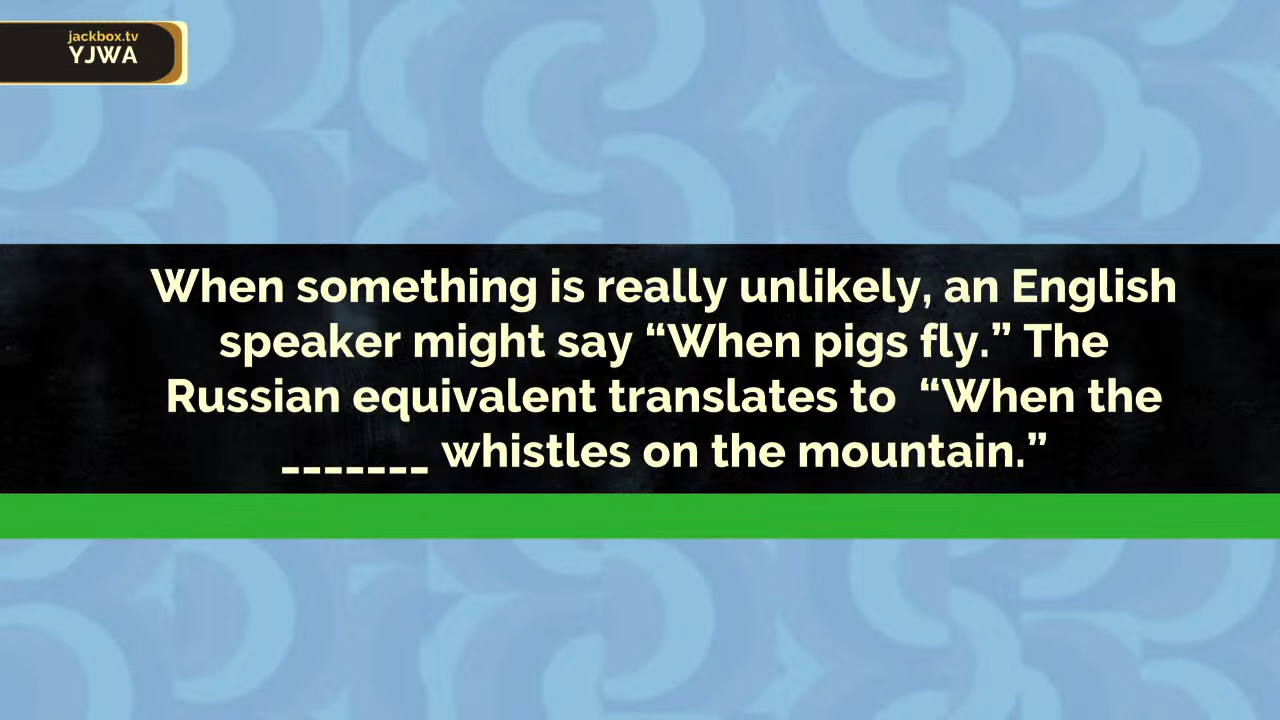 jackbox.tv
YJWA
When something is really unlikely, an English
speaker might say “When pigs fly.” The
Russian equivalent translates to “When the
_______ whistles on the mountain.”